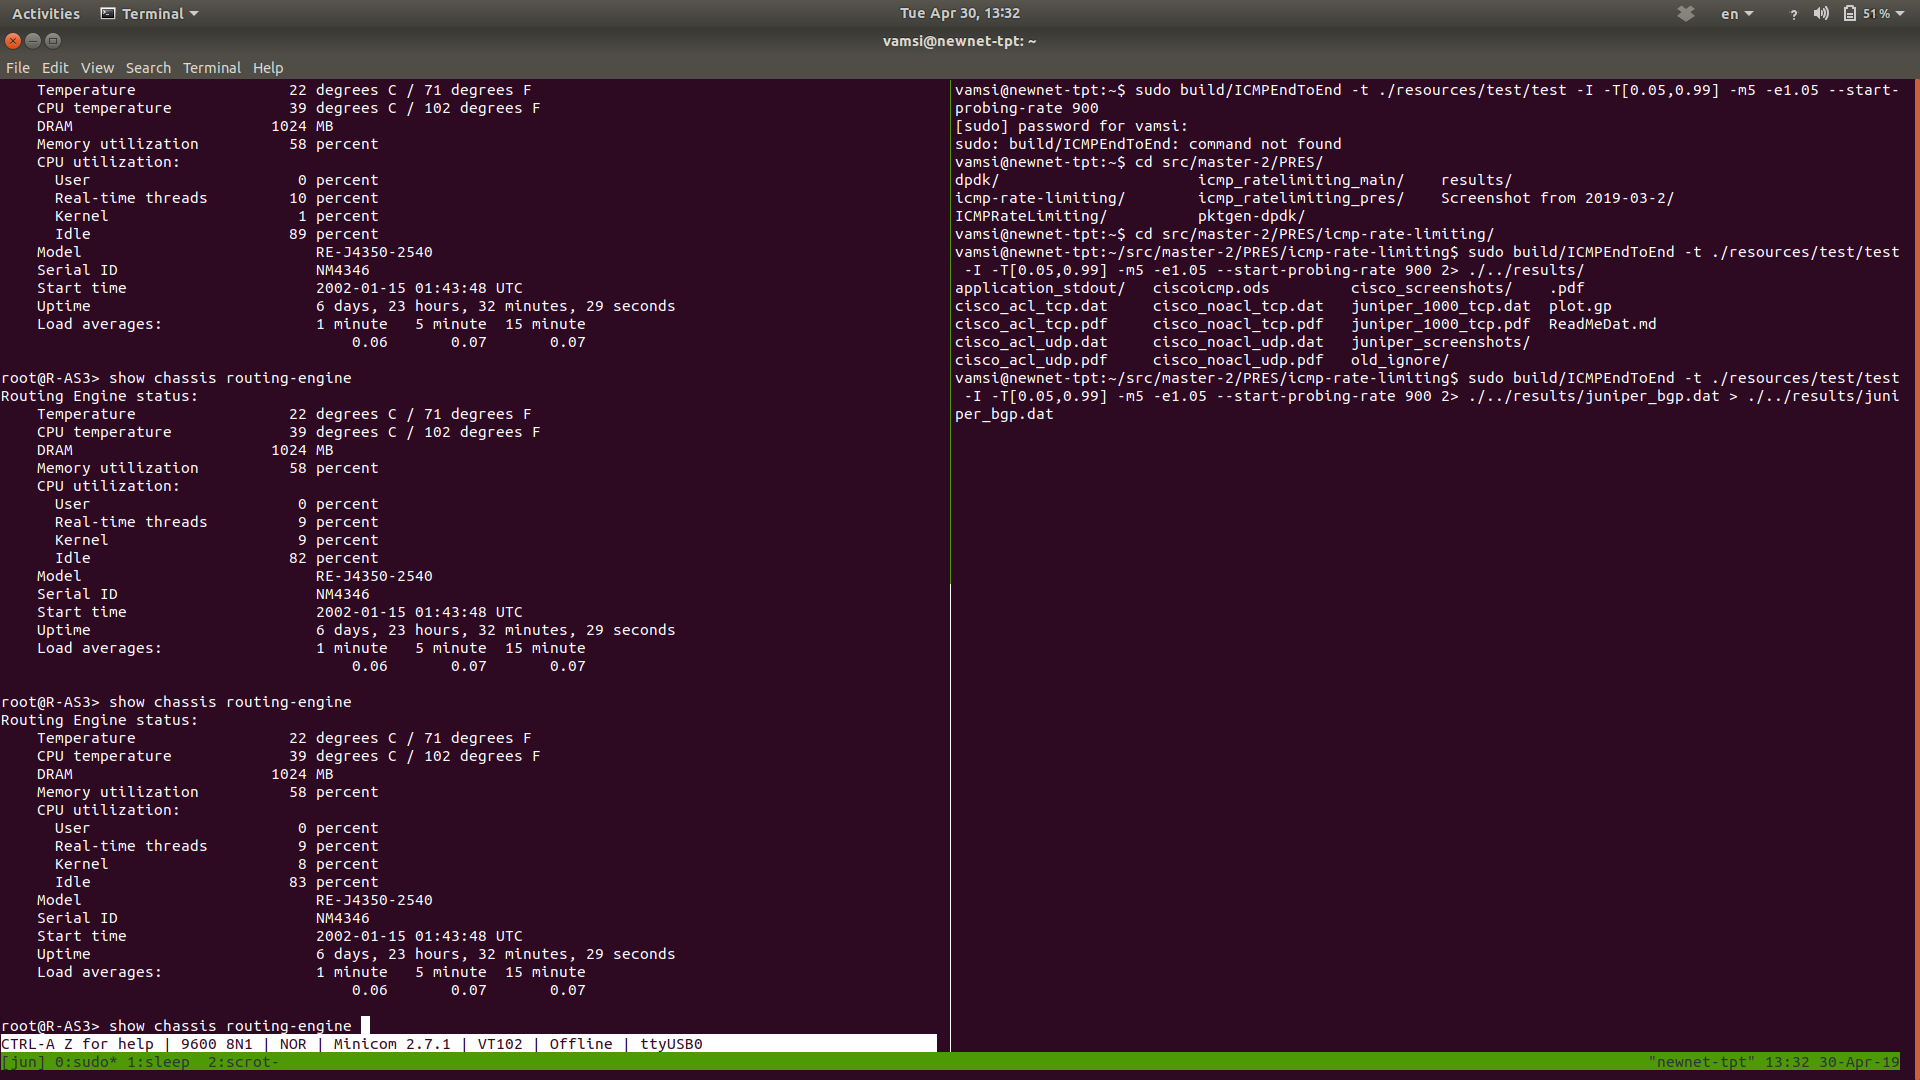 Activities Terminal Tue Apr 30, 13:32 en ? 51%
vamsi@newnet-tpt: ~
File Edit View Search Terminal Help
Temperature 22 degrees C / 71 degrees F
CPU temperature 39 degrees C / 102 degrees F
DRAM 1024 MB
Memory utilization 58 percent
CPU utilization:
User 0 percent
Real-time threads 10 percent
Kernel 1 percent
Idle 89 percent
Model RE-J4350-2540
Serial ID NM4346
Start time 2002-01-15 01:43:48 UTC
Uptime 6 days, 23 hours, 32 minutes, 29 seconds
Load averages: 1 minute 5 minute 15 minute
0.06 0.07 0.07
root@R-AS3> show chassis routing-engine
Routing Engine status:
Temperature 22 degrees C / 71 degrees F
CPU temperature 39 degrees C / 102 degrees F
DRAM 1024 MB
Memory utilization 58 percent
CPU utilization:
User 0 percent
Real-time threads 9 percent
Kernel 9 percent
Idle 82 percent
Model RE-J4350-2540
Serial ID NM4346
Start time 2002-01-15 01:43:48 UTC
Uptime 6 days, 23 hours, 32 minutes, 29 seconds
Load averages: 1 minute 5 minute 15 minute
0.06 0.07 0.07
root@R-AS3> show chassis routing-engine
Routing Engine status:
Temperature 22 degrees C / 71 degrees F
CPU temperature 39 degrees C / 102 degrees F
DRAM 1024 MB
Memory utilization 58 percent
CPU utilization:
User 0 percent
Real-time threads 9 percent
Kernel 8 percent
Idle 83 percent
Model RE-J4350-2540
Serial ID NM4346
Start time 2002-01-15 01:43:48 UTC
Uptime 6 days, 23 hours, 32 minutes, 29 seconds
Load averages: 1 minute 5 minute 15 minute
0.06 0.07 0.07
root@R-AS3> show chassis routing-engine
CTRL-A Z for help | 9600 8N1 | NOR | Minicom 2.7.1 | VT102 | Offline | ttyUSB0
vamsi@newnet-tpt:~$ sudo build/ICMPEndToEnd -t ./resources/test/test -I -T[0.05,0.99] -m5 -e1.05 --start-
probing-rate 900
[sudo] password for vamsi:
sudo: build/ICMPEndToEnd: command not found
vamsi@newnet-tpt:~$ cd src/master-2/PRES/
dpdk/ icmp_ratelimiting_main/ results/
icmp-rate-limiting/ icmp_ratelimiting_pres/ Screenshot from 2019-03-2/
ICMPRateLimiting/ pktgen-dpdk/
vamsi@newnet-tpt:~$ cd src/master-2/PRES/icmp-rate-limiting/
vamsi@newnet-tpt:~/src/master-2/PRES/icmp-rate-limiting$ sudo build/ICMPEndToEnd -t ./resources/test/test
-I -T[0.05,0.99] -m5 -e1.05 --start-probing-rate 900 2> ./../results/
application_stdout/ ciscoicmp.ods cisco_screenshots/ .pdf
cisco_acl_tcp.dat cisco_noacl_tcp.dat juniper_1000_tcp.dat plot.gp
cisco_acl_tcp.pdf cisco_noacl_tcp.pdf juniper_1000_tcp.pdf ReadMeDat.md
cisco_acl_udp.dat cisco_noacl_udp.dat juniper_screenshots/
cisco_acl_udp.pdf cisco_noacl_udp.pdf old_ignore/
vamsi@newnet-tpt:~/src/master-2/PRES/icmp-rate-limiting$ sudo build/ICMPEndToEnd -t ./resources/test/test
-I -T[0.05,0.99] -m5 -e1.05 --start-probing-rate 900 2> ./../results/juniper_bgp.dat > ./../results/juni
per_bgp.dat
[jun] 0:sudo* 1:sleep 2:scrot- "newnet-tpt" 13:32 30-Apr-19